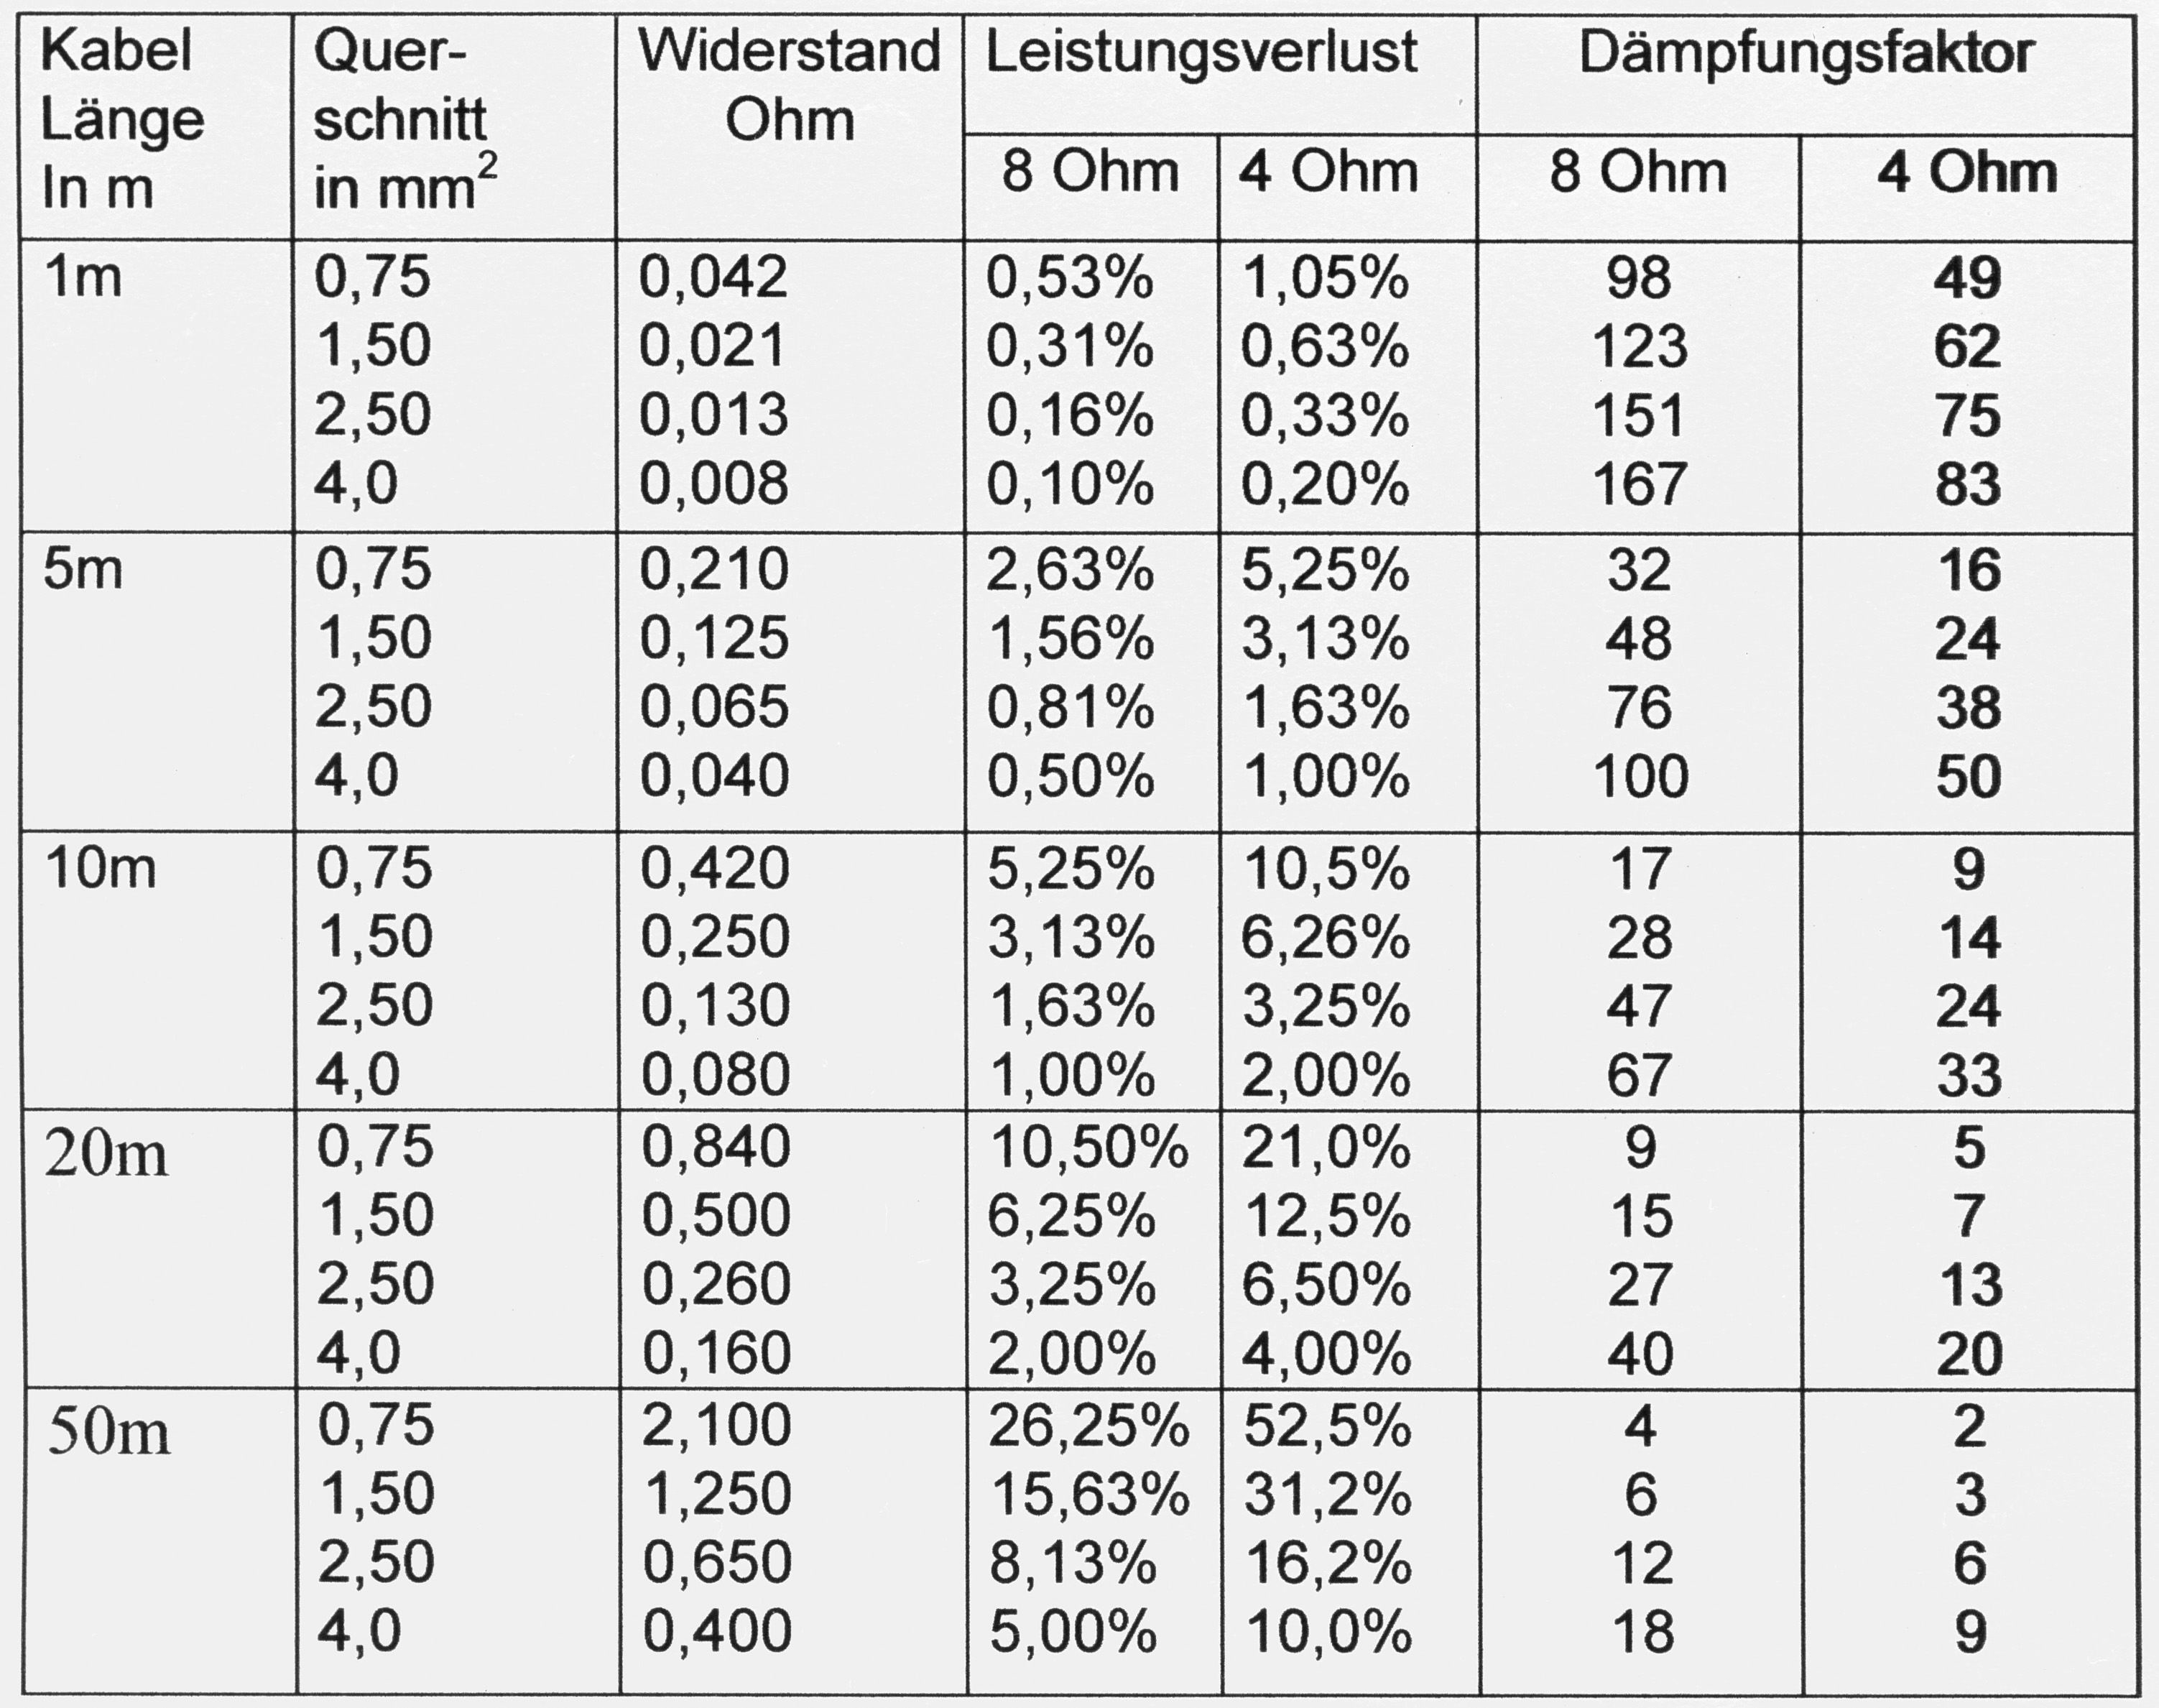 Kabel Länge In m | Quer-schnitt in mm² | Widerstand Ohm | Leistungsverlust | Dämpfungsfaktor
8 Ohm | 4 Ohm | 8 Ohm | 4 Ohm
1m | 0,75 | 0,042 | 0,53% | 1,05% | 98 | 49
1,50 | 0,021 | 0,31% | 0,63% | 123 | 62
2,50 | 0,013 | 0,16% | 0,33% | 151 | 75
4,0 | 0,008 | 0,10% | 0,20% | 167 | 83
5m | 0,75 | 0,210 | 2,63% | 5,25% | 32 | 16
1,50 | 0,125 | 1,56% | 3,13% | 48 | 24
2,50 | 0,065 | 0,81% | 1,63% | 76 | 38
4,0 | 0,040 | 0,50% | 1,00% | 100 | 50
10m | 0,75 | 0,420 | 5,25% | 10,5% | 17 | 9
1,50 | 0,250 | 3,13% | 6,26% | 28 | 14
2,50 | 0,130 | 1,63% | 3,25% | 47 | 24
4,0 | 0,080 | 1,00% | 2,00% | 67 | 33
20m | 0,75 | 0,840 | 10,50% | 21,0% | 9 | 5
1,50 | 0,500 | 6,25% | 12,5% | 15 | 7
2,50 | 0,260 | 3,25% | 6,50% | 27 | 13
4,0 | 0,160 | 2,00% | 4,00% | 40 | 20
50m | 0,75 | 2,100 | 26,25% | 52,5% | 4 | 2
1,50 | 1,250 | 15,63% | 31,2% | 6 | 3
2,50 | 0,650 | 8,13% | 16,2% | 12 | 6
4,0 | 0,400 | 5,00% | 10,0% | 18 | 9